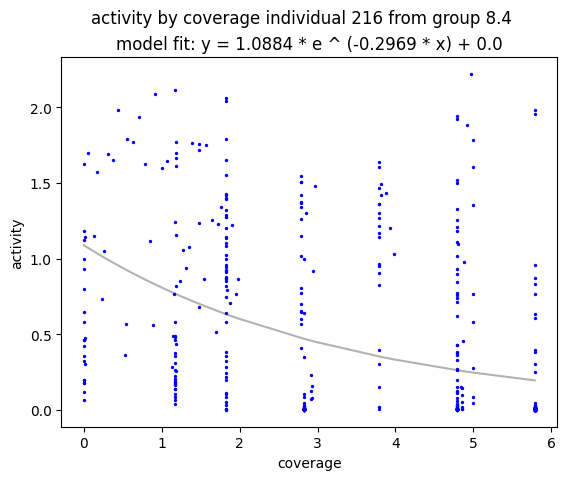 activity by coverage individual 216 from group 8.4
model fit: y = 1.0884 * e ^ (-0.2969 * x) + 0.0
2.0
1.5
1.0
0.5
0.0
activity
0 1 2 3 4 5 6
coverage